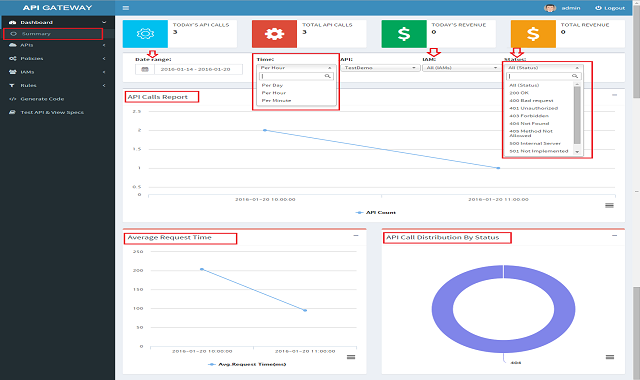 API GATEWAY
admin
Logout
Dashboard
Summary
APIs
Policies
IAMs
Rules
Generate Code
Test API & View Specs
TODAY'S API CALLS
3
TOTAL API CALLS
3
TODAY'S REVENUE
0
TOTAL REVENUE
0
Date range:
2016-01-14 - 2016-01-20
Time:
Per Hour
Per Day
Per Hour
Per Minute
API:
TestDemo
IAM:
All (IAMs)
Status:
All (Status)
All (Status)
200 OK
400 Bad request
401 Unauthorized
403 Forbidden
404 Not Found
405 Method Not
Allowed
500 Internal Server
501 Not Implemented
API Calls Report
2.5
2
1.5
1
0.5
0
2016-01-20 10:00:00
2016-01-20 11:00:00
API Count
Average Request Time
250
200
150
100
50
0
2016-01-20 10:00:00
2016-01-20 11:00:00
Avg Request Time(ms)
API Call Distribution By Status
404